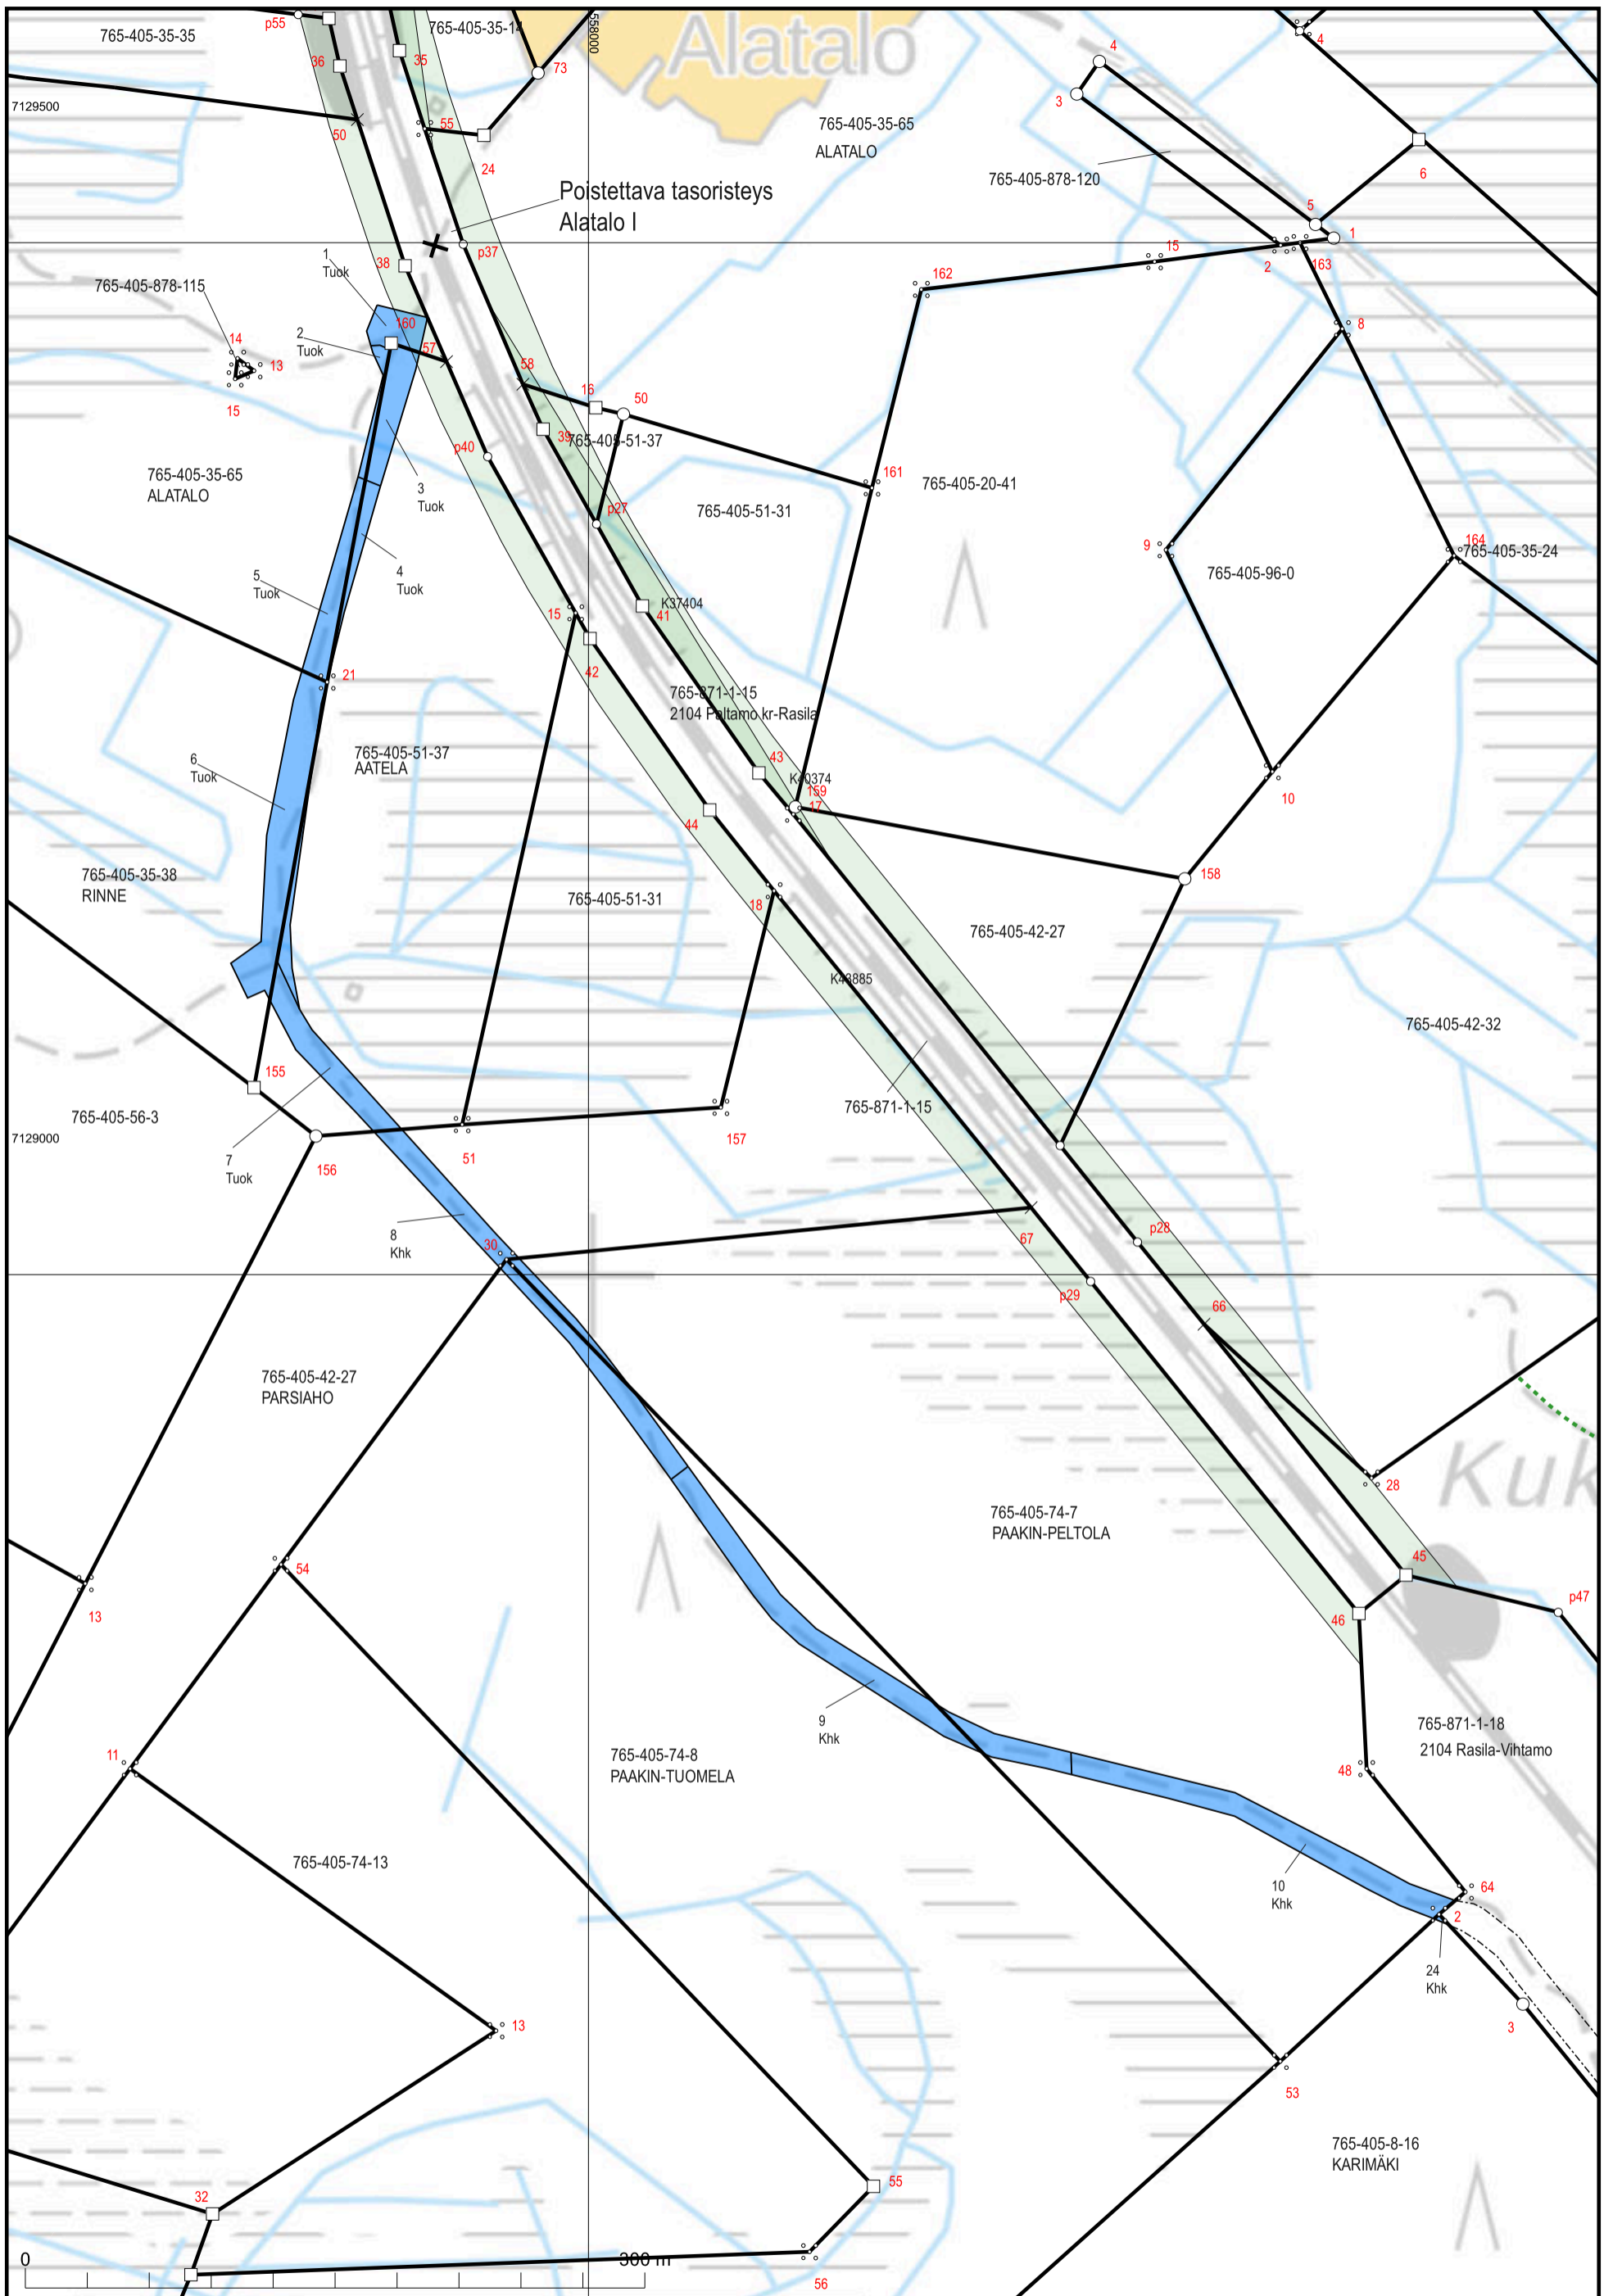 p55
765-405-35-35
765-405-35-14
558000
Alatalo
4
4
36
35
73
3
7129500
50
55
24
765-405-35-65
ALATALO
765-405-878-120
6
Poistettava tasoristeys
Alatalo I
5
1
p37
15
2
163
1
Tuok
38
162
765-405-878-115
160
8
14
2
Tuok
57
58
13
15
16
50
p40
39
765-405-51-37
161
765-405-35-65
ALATALO
3
Tuok
765-405-20-41
765-405-51-31
p27
9
164
765-405-35-24
765-405-96-0
5
Tuok
4
Tuok
15
K37404
41
42
21
765-871-1-15
2104 Paltamo kr-Rasila
6
Tuok
765-405-51-37
AATELA
43
K40374
159
17
10
44
765-405-35-38
RINNE
158
765-405-51-31
18
765-405-42-27
K43885
765-405-42-32
155
765-405-56-3
765-871-1-15
157
7129000
156
51
7
Tuok
8
Khk
30
67
p28
p29
66
765-405-42-27
PARSIAHO
Kuk
28
765-405-74-7
PAAKIN-PELTOLA
45
54
p47
13
46
9
Khk
765-871-1-18
2104 Rasila-Vihtamo
11
765-405-74-8
PAAKIN-TUOMELA
48
765-405-74-13
10
Khk
64
2
24
Khk
13
3
53
765-405-8-16
KARIMÄKI
55
32
0
300 m
56